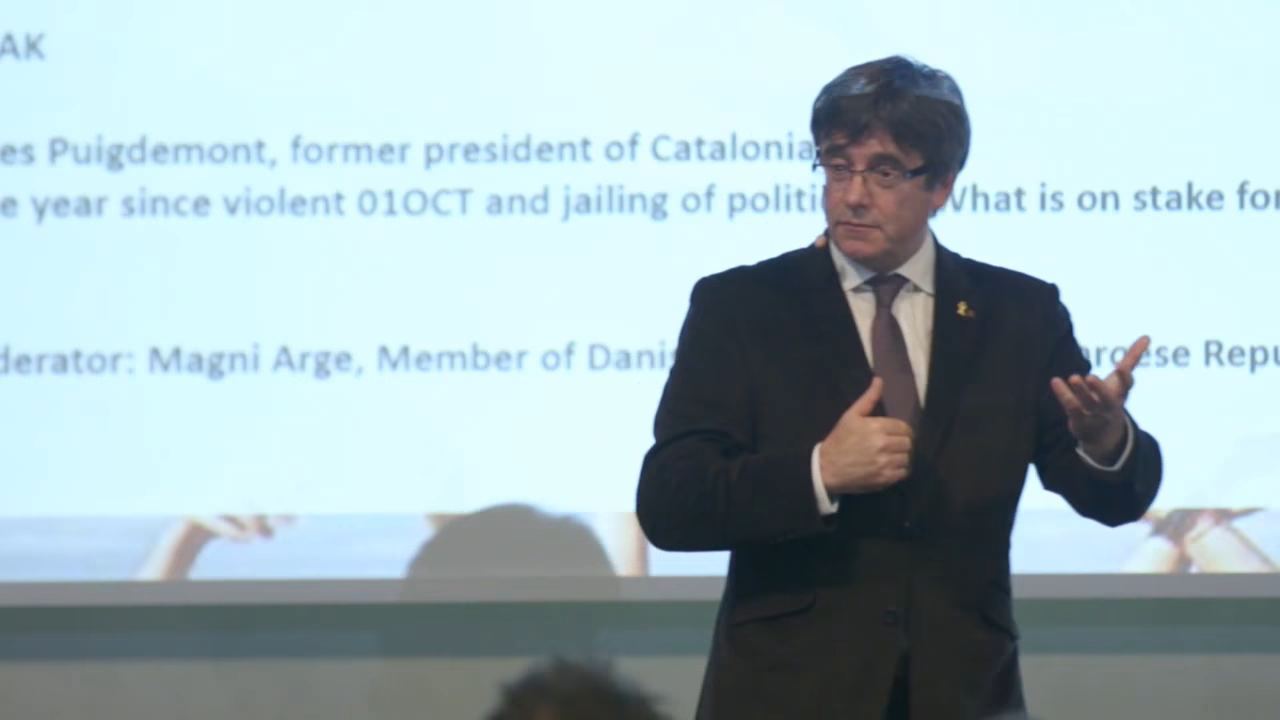 AK
es Puigdemont, former president of Catalonia
e year since violent 01OCT and jailing of politi What is on stake for
derator: Magni Arge, Member of Danis aroese Repu